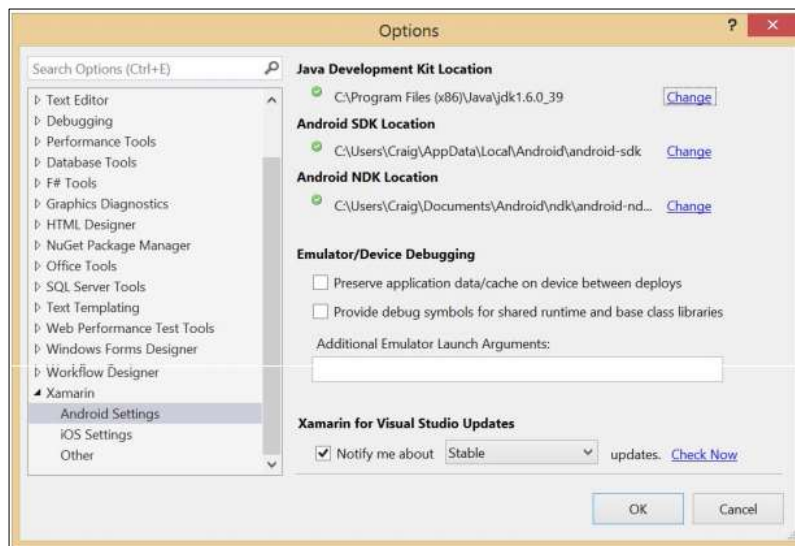 Options
?
Search Options (Ctrl+E)
Text Editor
Debugging
Performance Tools
Database Tools
F# Tools
Graphics Diagnostics
HTML Designer
NuGet Package Manager
Office Tools
SQL Server Tools
Text Templating
Web Performance Test Tools
Windows Forms Designer
Workflow Designer
Xamarin
Android Settings
iOS Settings
Other
Java Development Kit Location
C:\Program Files (x86)\Java\jdk1.6.0_39 Change
Android SDK Location
C:\Users\Craig\AppData\Local\Android\android-sdk Change
Android NDK Location
C:\Users\Craig\Documents\Android\ndk\android-nd... Change
Emulator/Device Debugging
Preserve application data/cache on device between deploys
Provide debug symbols for shared runtime and base class libraries
Additional Emulator Launch Arguments:
Xamarin for Visual Studio Updates
Notify me about Stable updates. Check Now
OK Cancel